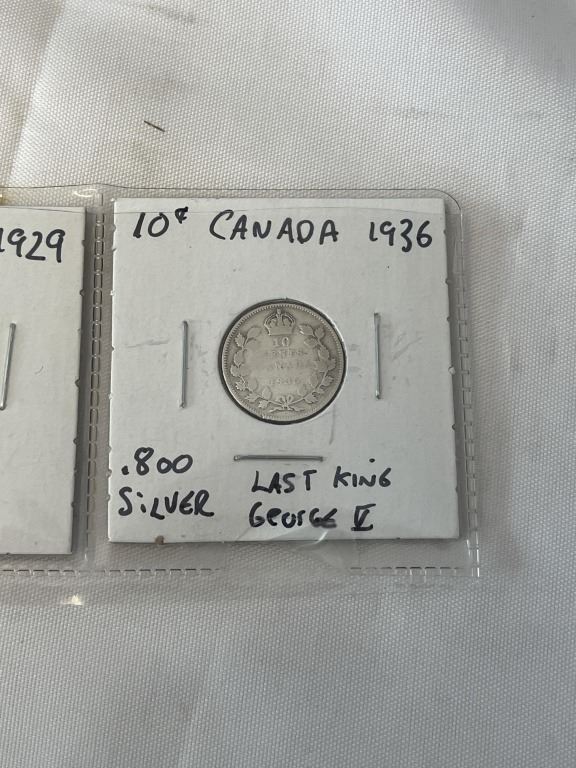 1929
10¢ CANADA 1936
10
CENTS
CANADA
.800
SILVER
LAST KING
GEORGE V